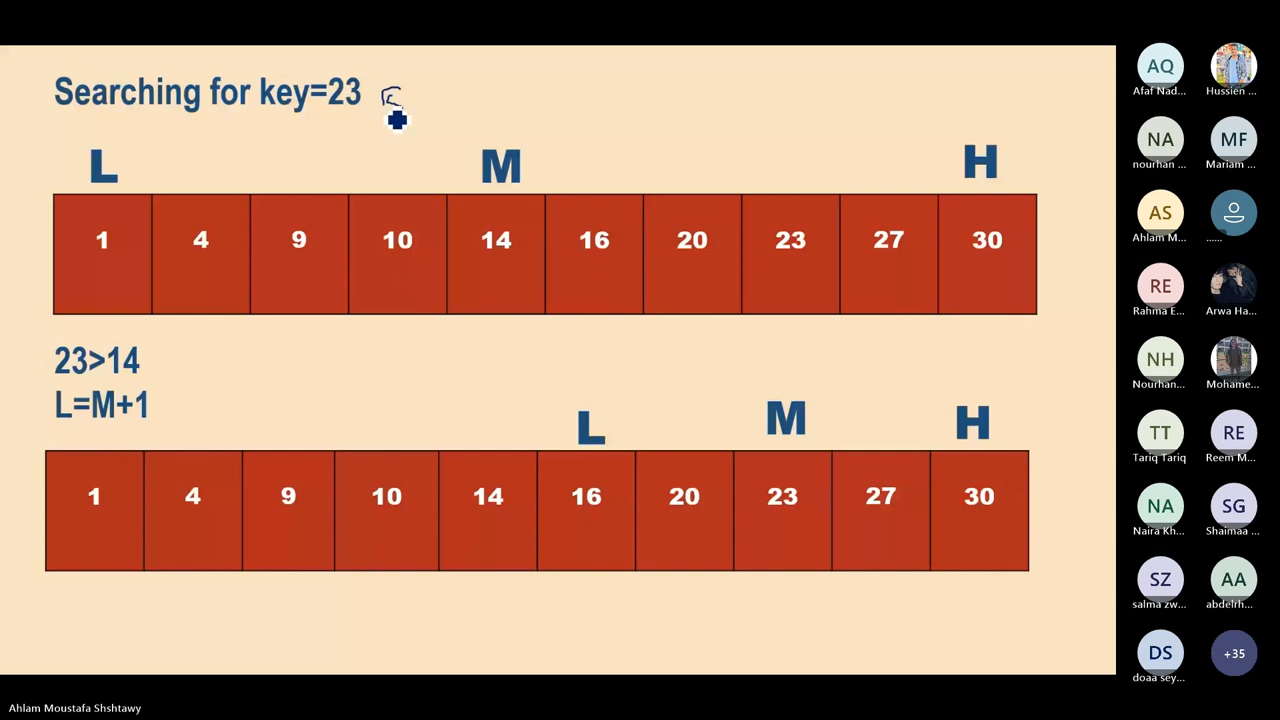 Searching for key=23
L M H
1 4 9 10 14 16 20 23 27 30
23>14
L=M+1
L M H
1 4 9 10 14 16 20 23 27 30
AQ
Afaf Nad...
Hussien ...
NA
nourhan ...
MF
Mariam ...
AS
Ahlam M...
......
RE
Rahma E...
Arwa Ha...
NH
Nourhan...
Mohame...
TT
Tariq Tariq
RE
Reem M...
NA
Naira Kh...
SG
Shaimaa ...
SZ
salma zw...
AA
abdelrh...
DS
doaa sey...
+35
Ahlam Moustafa Shshtawy